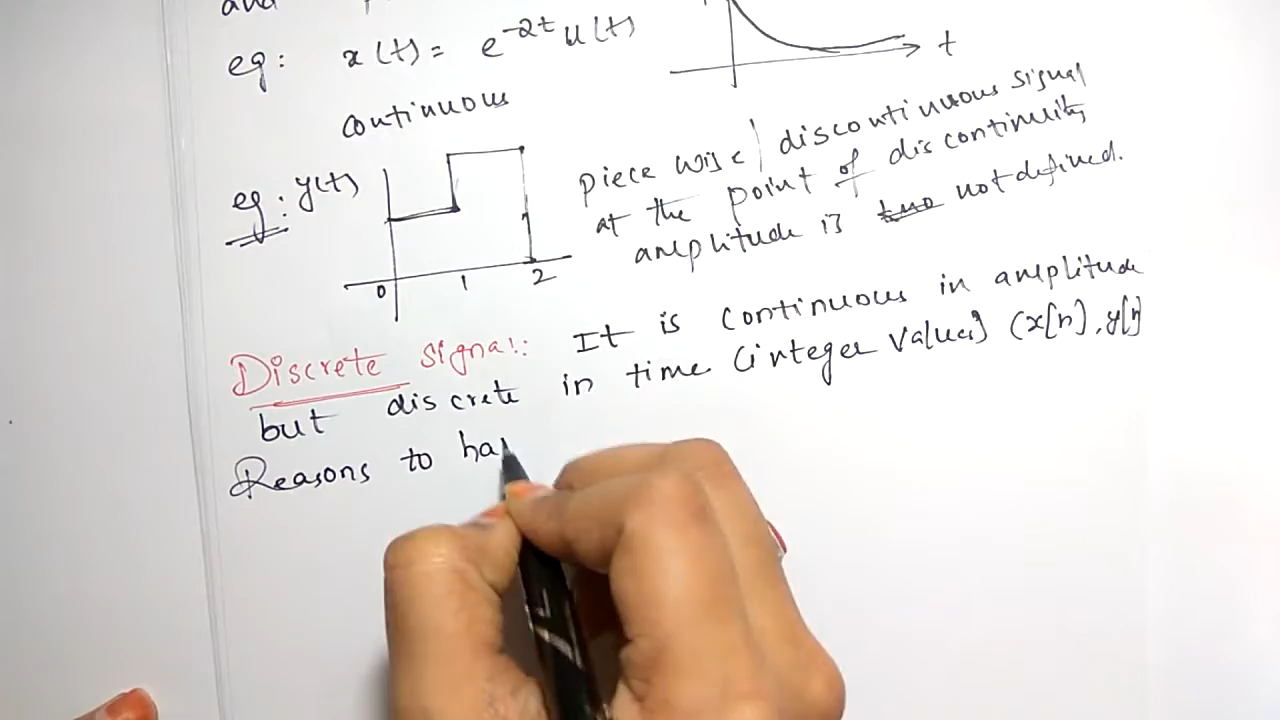 and
eg: x(t) = e^-2t u(t)
t
continuous
eg: y(t)
0 1 2
piece wise / discontinuous signal
at the point of discontinuity
amplitude is not defined.
Discrete signal: It is continuous in amplitude
but discrete in time (integer values) (x[n], y[n]
Reasons to ha